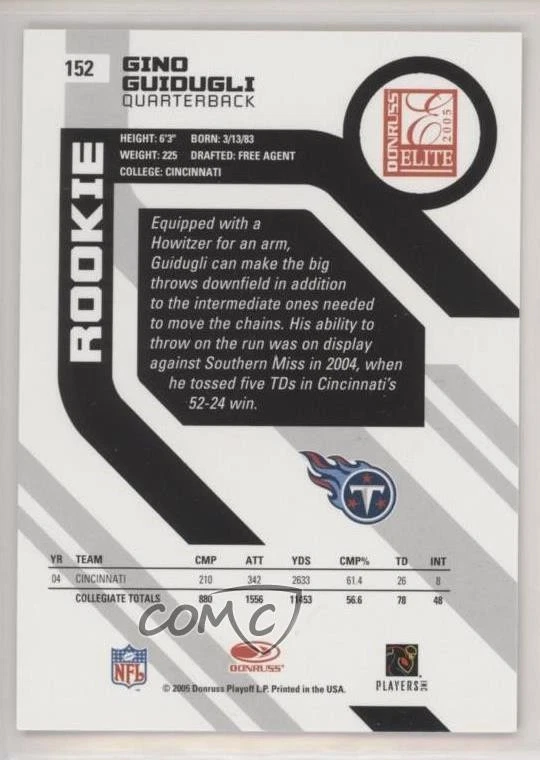 152
GINO
GUIDUGLI
QUARTERBACK
DONRUSS
E
ELITE
2005
HEIGHT: 6'3" BORN: 3/13/83
WEIGHT: 225 DRAFTED: FREE AGENT
COLLEGE: CINCINNATI
ROOKIE
Equipped with a
Howitzer for an arm,
Guidugli can make the big
throws downfield in addition
to the intermediate ones needed
to move the chains. His ability to
throw on the run was on display
against Southern Miss in 2004, when
he tossed five TDs in Cincinnati's
52-24 win.
T
YR TEAM CMP ATT YDS CMP% TD INT
04 CINCINNATI 210 342 2633 61.4 26 8
COLLEGIATE TOTALS 880 1556 11453 56.6 78 48
COMC
NFL
DONRUSS
PLAYERS INC
© 2005 Donruss Playoff L.P. Printed in the USA.